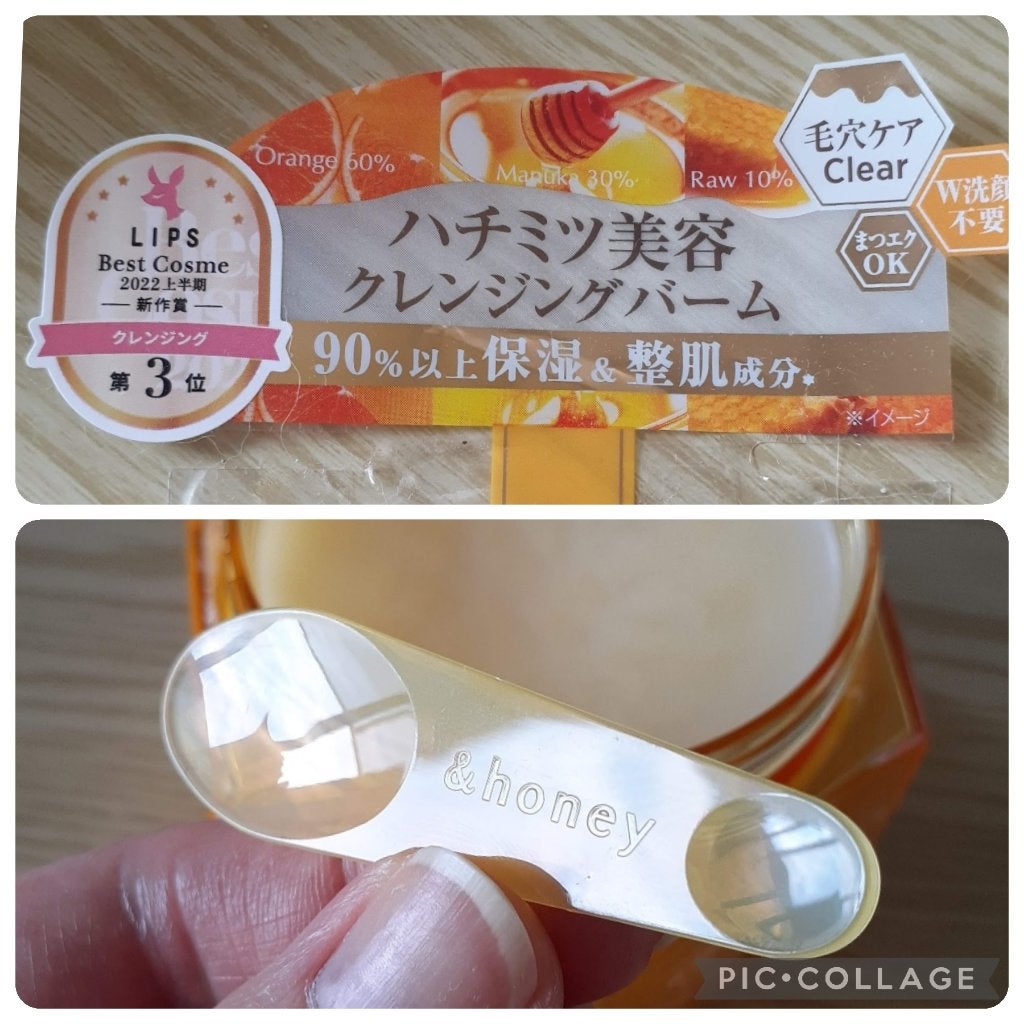 Orange 60%
Manuka 30%
Raw 10%
毛穴ケア
Clear
W洗顔
不要
まつエク
OK
LIPS
Best Cosme
2022上半期
新作賞
クレンジング
第3位
ハチミツ美容
クレンジングバーム
90%以上保湿&整肌成分*
※イメージ
&honey
PIC•COLLAGE